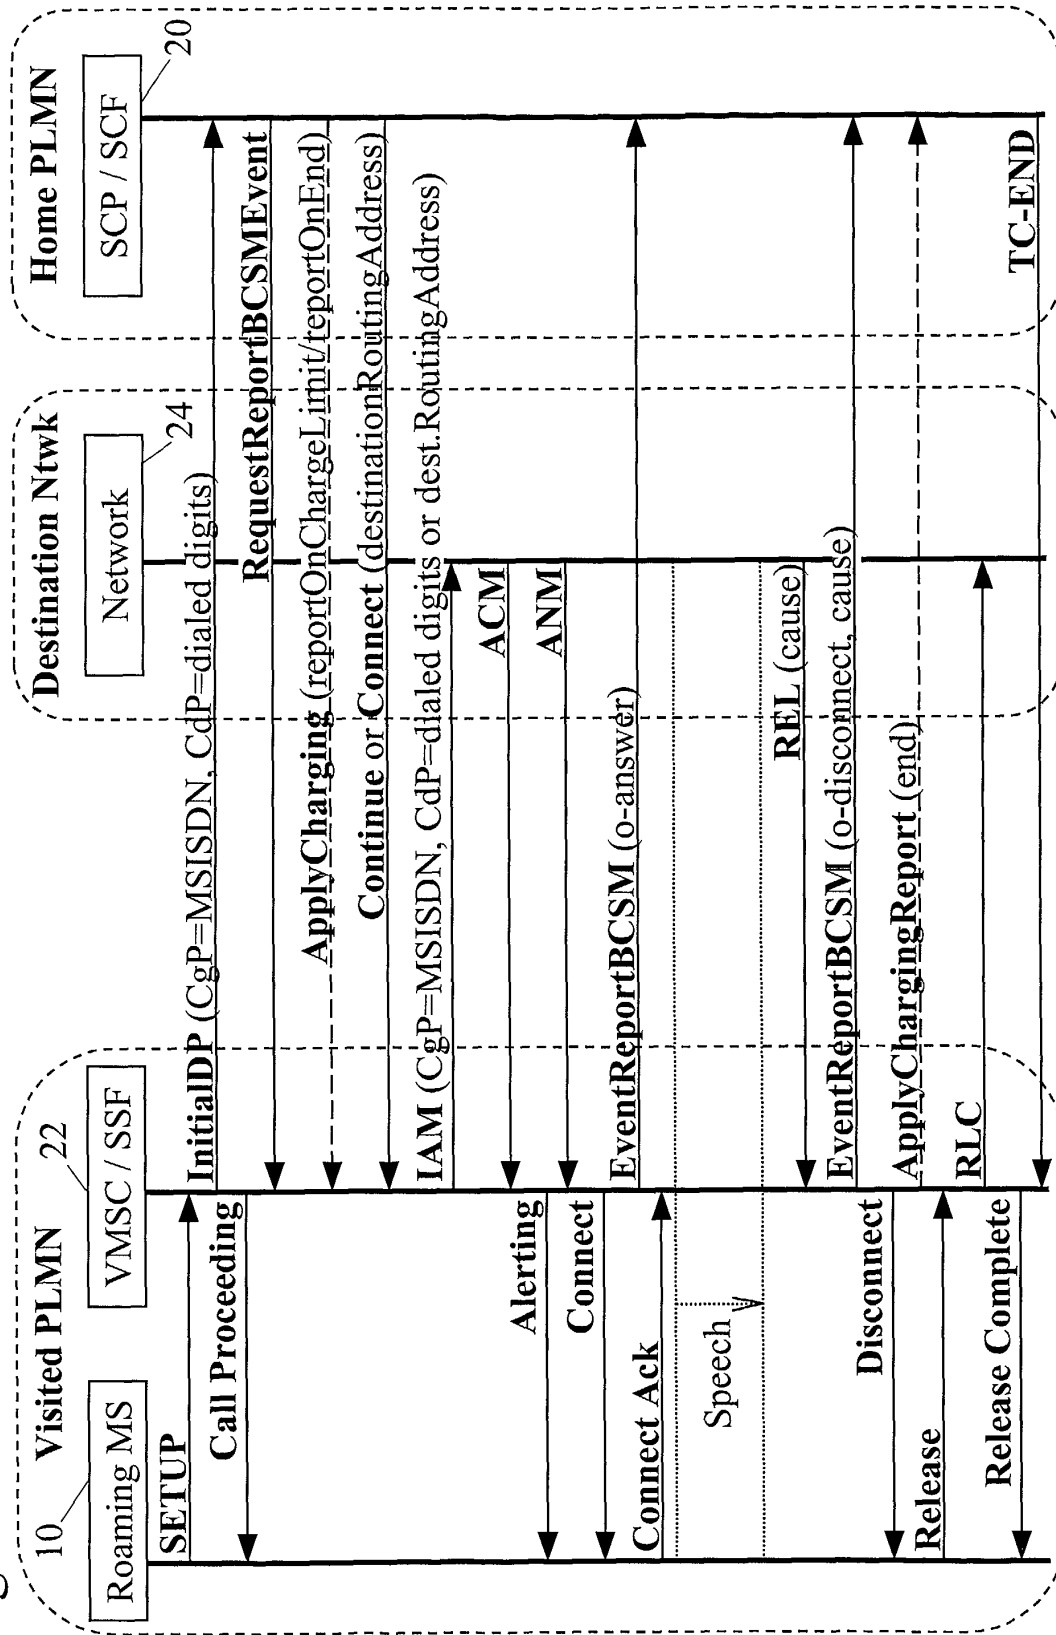 Visited PLMN
Destination Ntwk
Home PLMN
10
22
24
20
Roaming MS
VMSC / SSF
Network
SCP / SCF
SETUP
InitialDP (CgP=MSISDN, CdP=dialed digits)
Call Proceeding
RequestReportBCSMEvent
ApplyCharging (reportOnChargeLimit/reportOnEnd)
Continue or Connect (destinationRoutingAddress)
IAM (CgP=MSISDN, CdP=dialed digits or dest.RoutingAddress)
ACM
Alerting
ANM
Connect
EventReportBCSM (o-answer)
Connect Ack
Speech
REL (cause)
EventReportBCSM (o-disconnect, cause)
Disconnect
ApplyChargingReport (end)
Release
RLC
Release Complete
TC-END